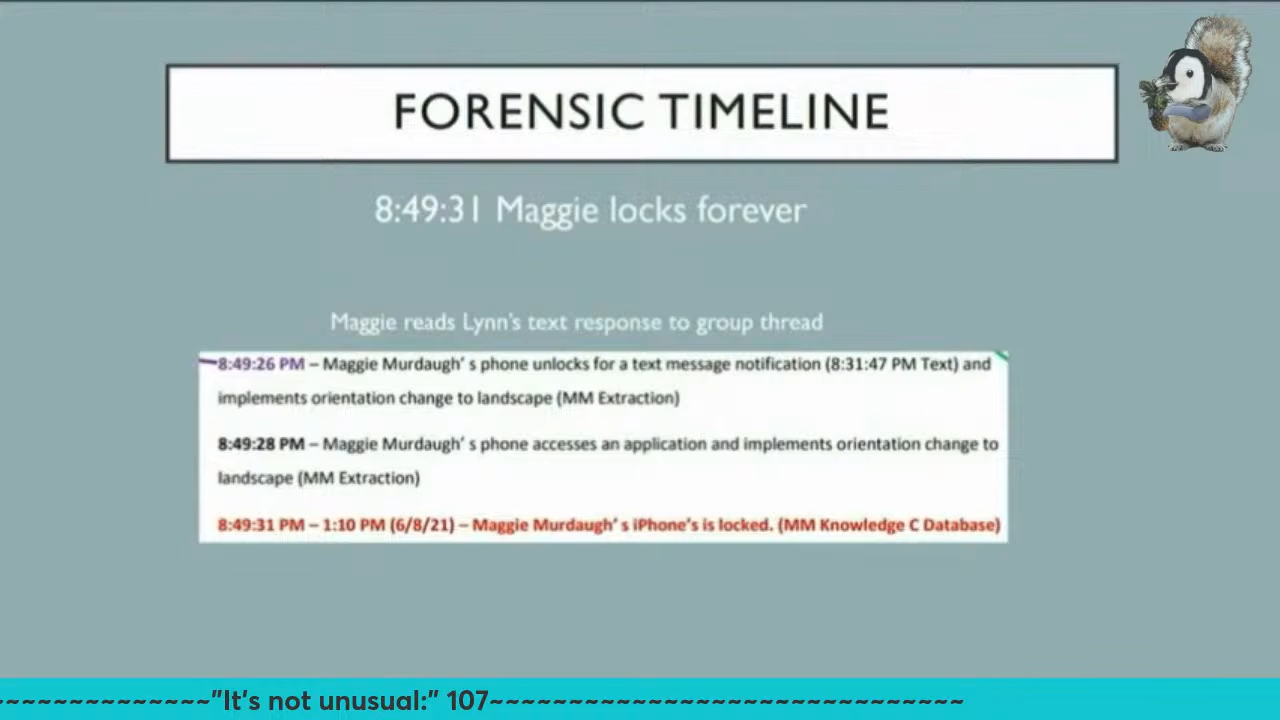 FORENSIC TIMELINE
8:49:31 Maggie locks forever
Maggie reads Lynn's text response to group thread
8:49:26 PM – Maggie Murdaugh' s phone unlocks for a text message notification (8:31:47 PM Text) and
implements orientation change to landscape (MM Extraction)
8:49:28 PM – Maggie Murdaugh' s phone accesses an application and implements orientation change to
landscape (MM Extraction)
8:49:31 PM – 1:10 PM (6/8/21) – Maggie Murdaugh' s iPhone's is locked. (MM Knowledge C Database)
~~~~~~~~~~~~~~"It's not unusual:" 107~~~~~~~~~~~~~~~~~~~~~~~~~~~~~~